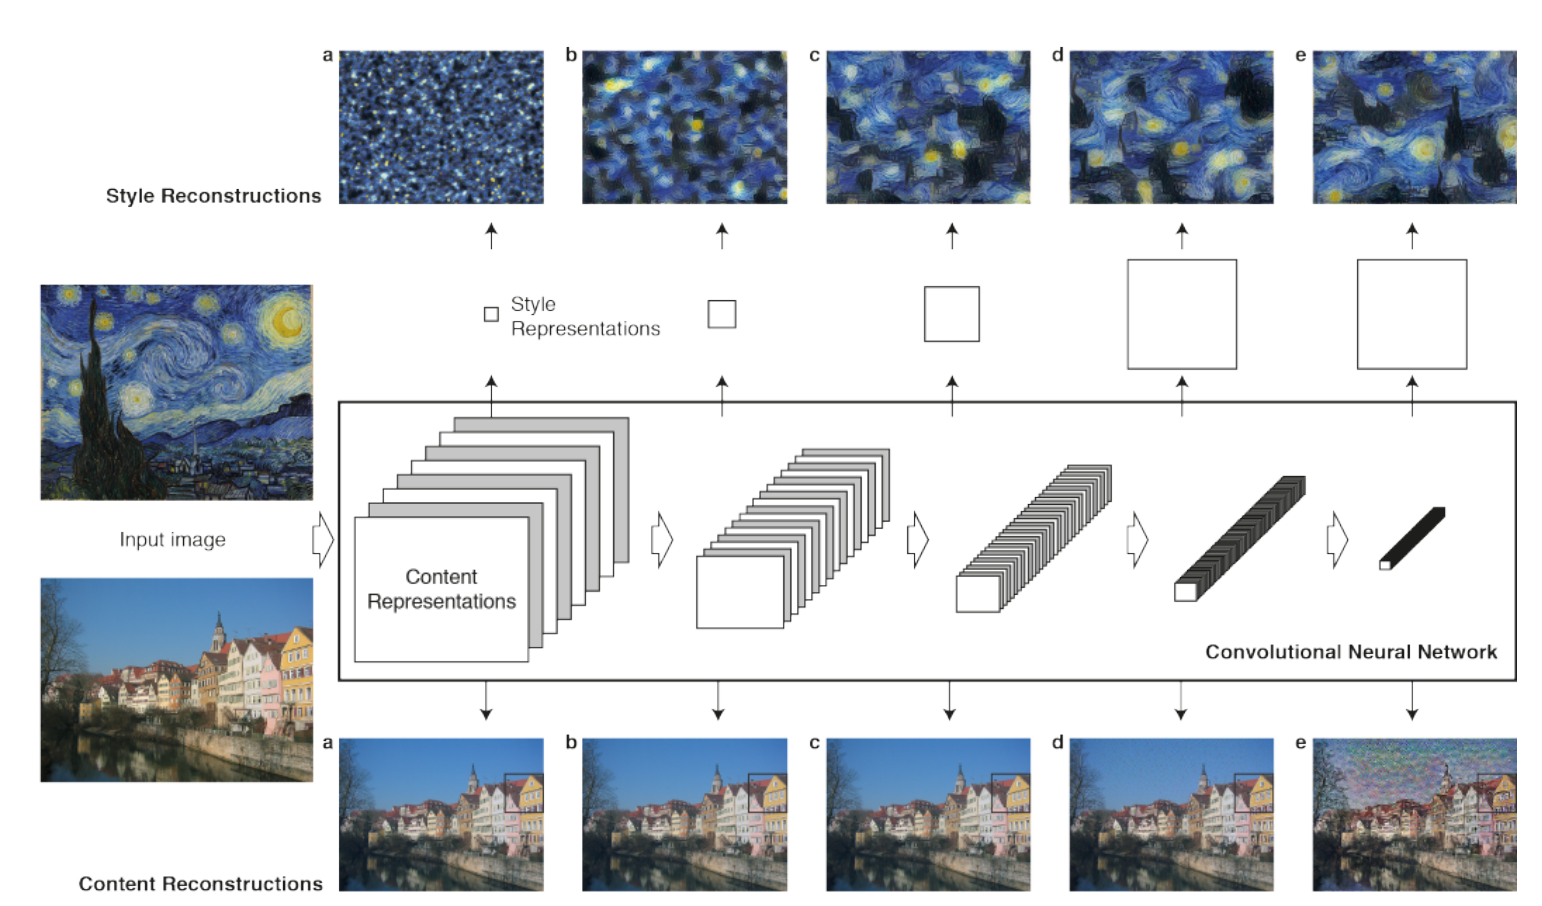 a
b
c
d
e
Style Reconstructions
Style
Representations
Input image
Content
Representations
Convolutional Neural Network
a
b
c
d
e
Content Reconstructions